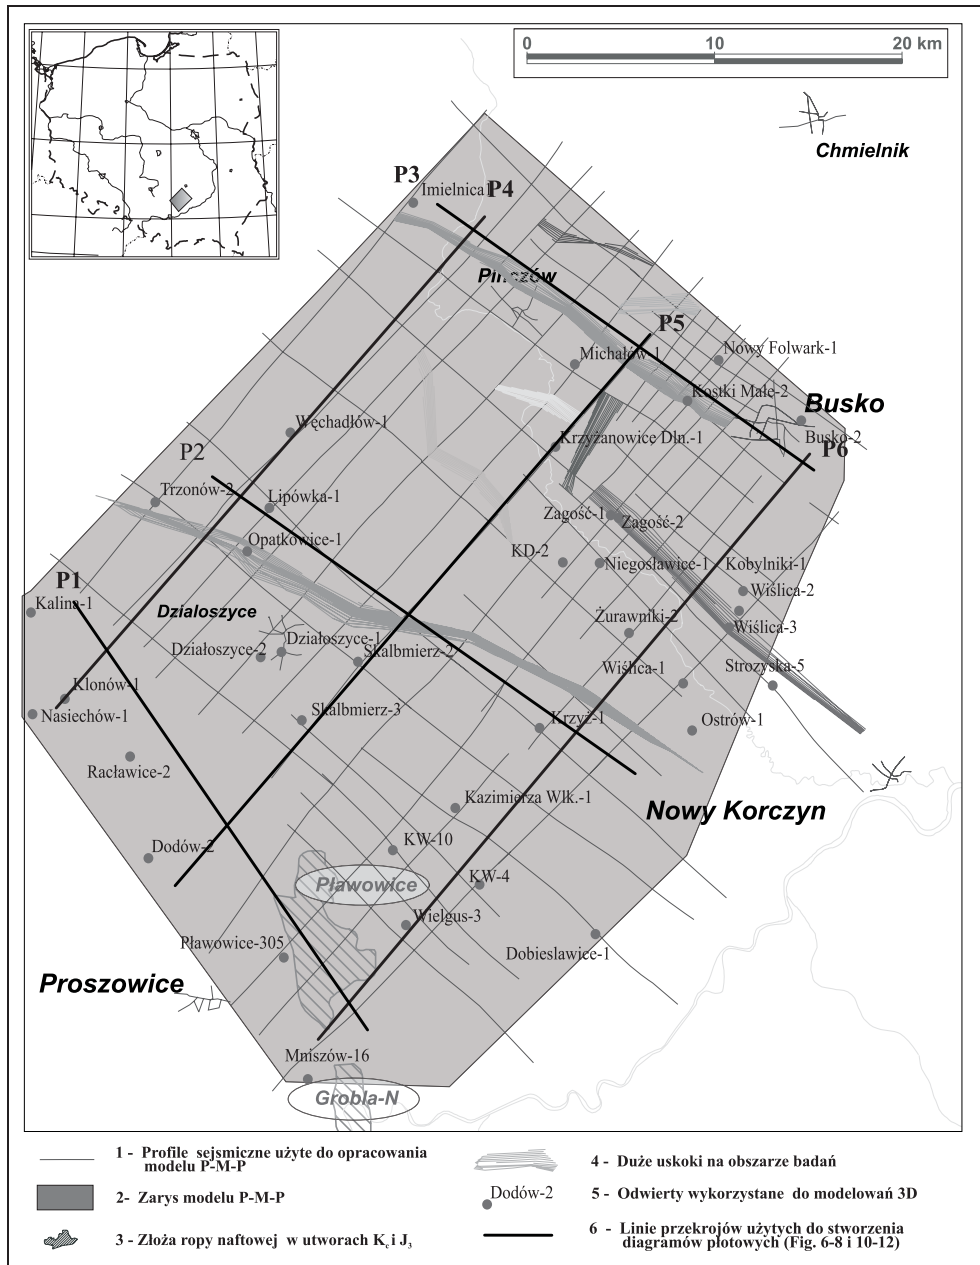 0 10 20 km
Chmielnik
P3
Imielnica 1
P4
Pińczów
P5
Nowy Folwark-1
Michałów-1
Kostki Małe-2
Busko
Węchadłów-1
Busko-2
Krzyżanowice Dln.-1
P6
P2
Trzonów-2
Lipówka-1
Zagość-1
Zagość-2
Opatkowice-1
KD-2
Niegosławice-1
Kobylniki-1
P1
Wiślica-2
Kalina-1
Dzialoszyce
Żurawniki-2
Wiślica-3
Działoszyce-1
Działoszyce-2
Skalbmierz-2
Wiślica-1
Strozyska-5
Klonów-1
Skalbmierz-3
Nasiechów-1
Krzyż-1
Ostrów-1
Racławice-2
Kazimierza Wlk.-1
Nowy Korczyn
Dodów-2
KW-10
Pławowice
KW-4
Wielgus-3
Pławowice-305
Dobieslawice-1
Proszowice
Mniszów-16
Grobla-N
1 - Profile sejsmiczne użyte do opracowania
modelu P-M-P
2- Zarys modelu P-M-P
3 - Złoża ropy naftowej w utworach Kc i J3
4 - Duże uskoki na obszarze badań
Dodów-2
5 - Odwierty wykorzystane do modelowań 3D
6 - Linie przekrojów użytych do stworzenia
diagramów płotowych (Fig. 6-8 i 10-12)